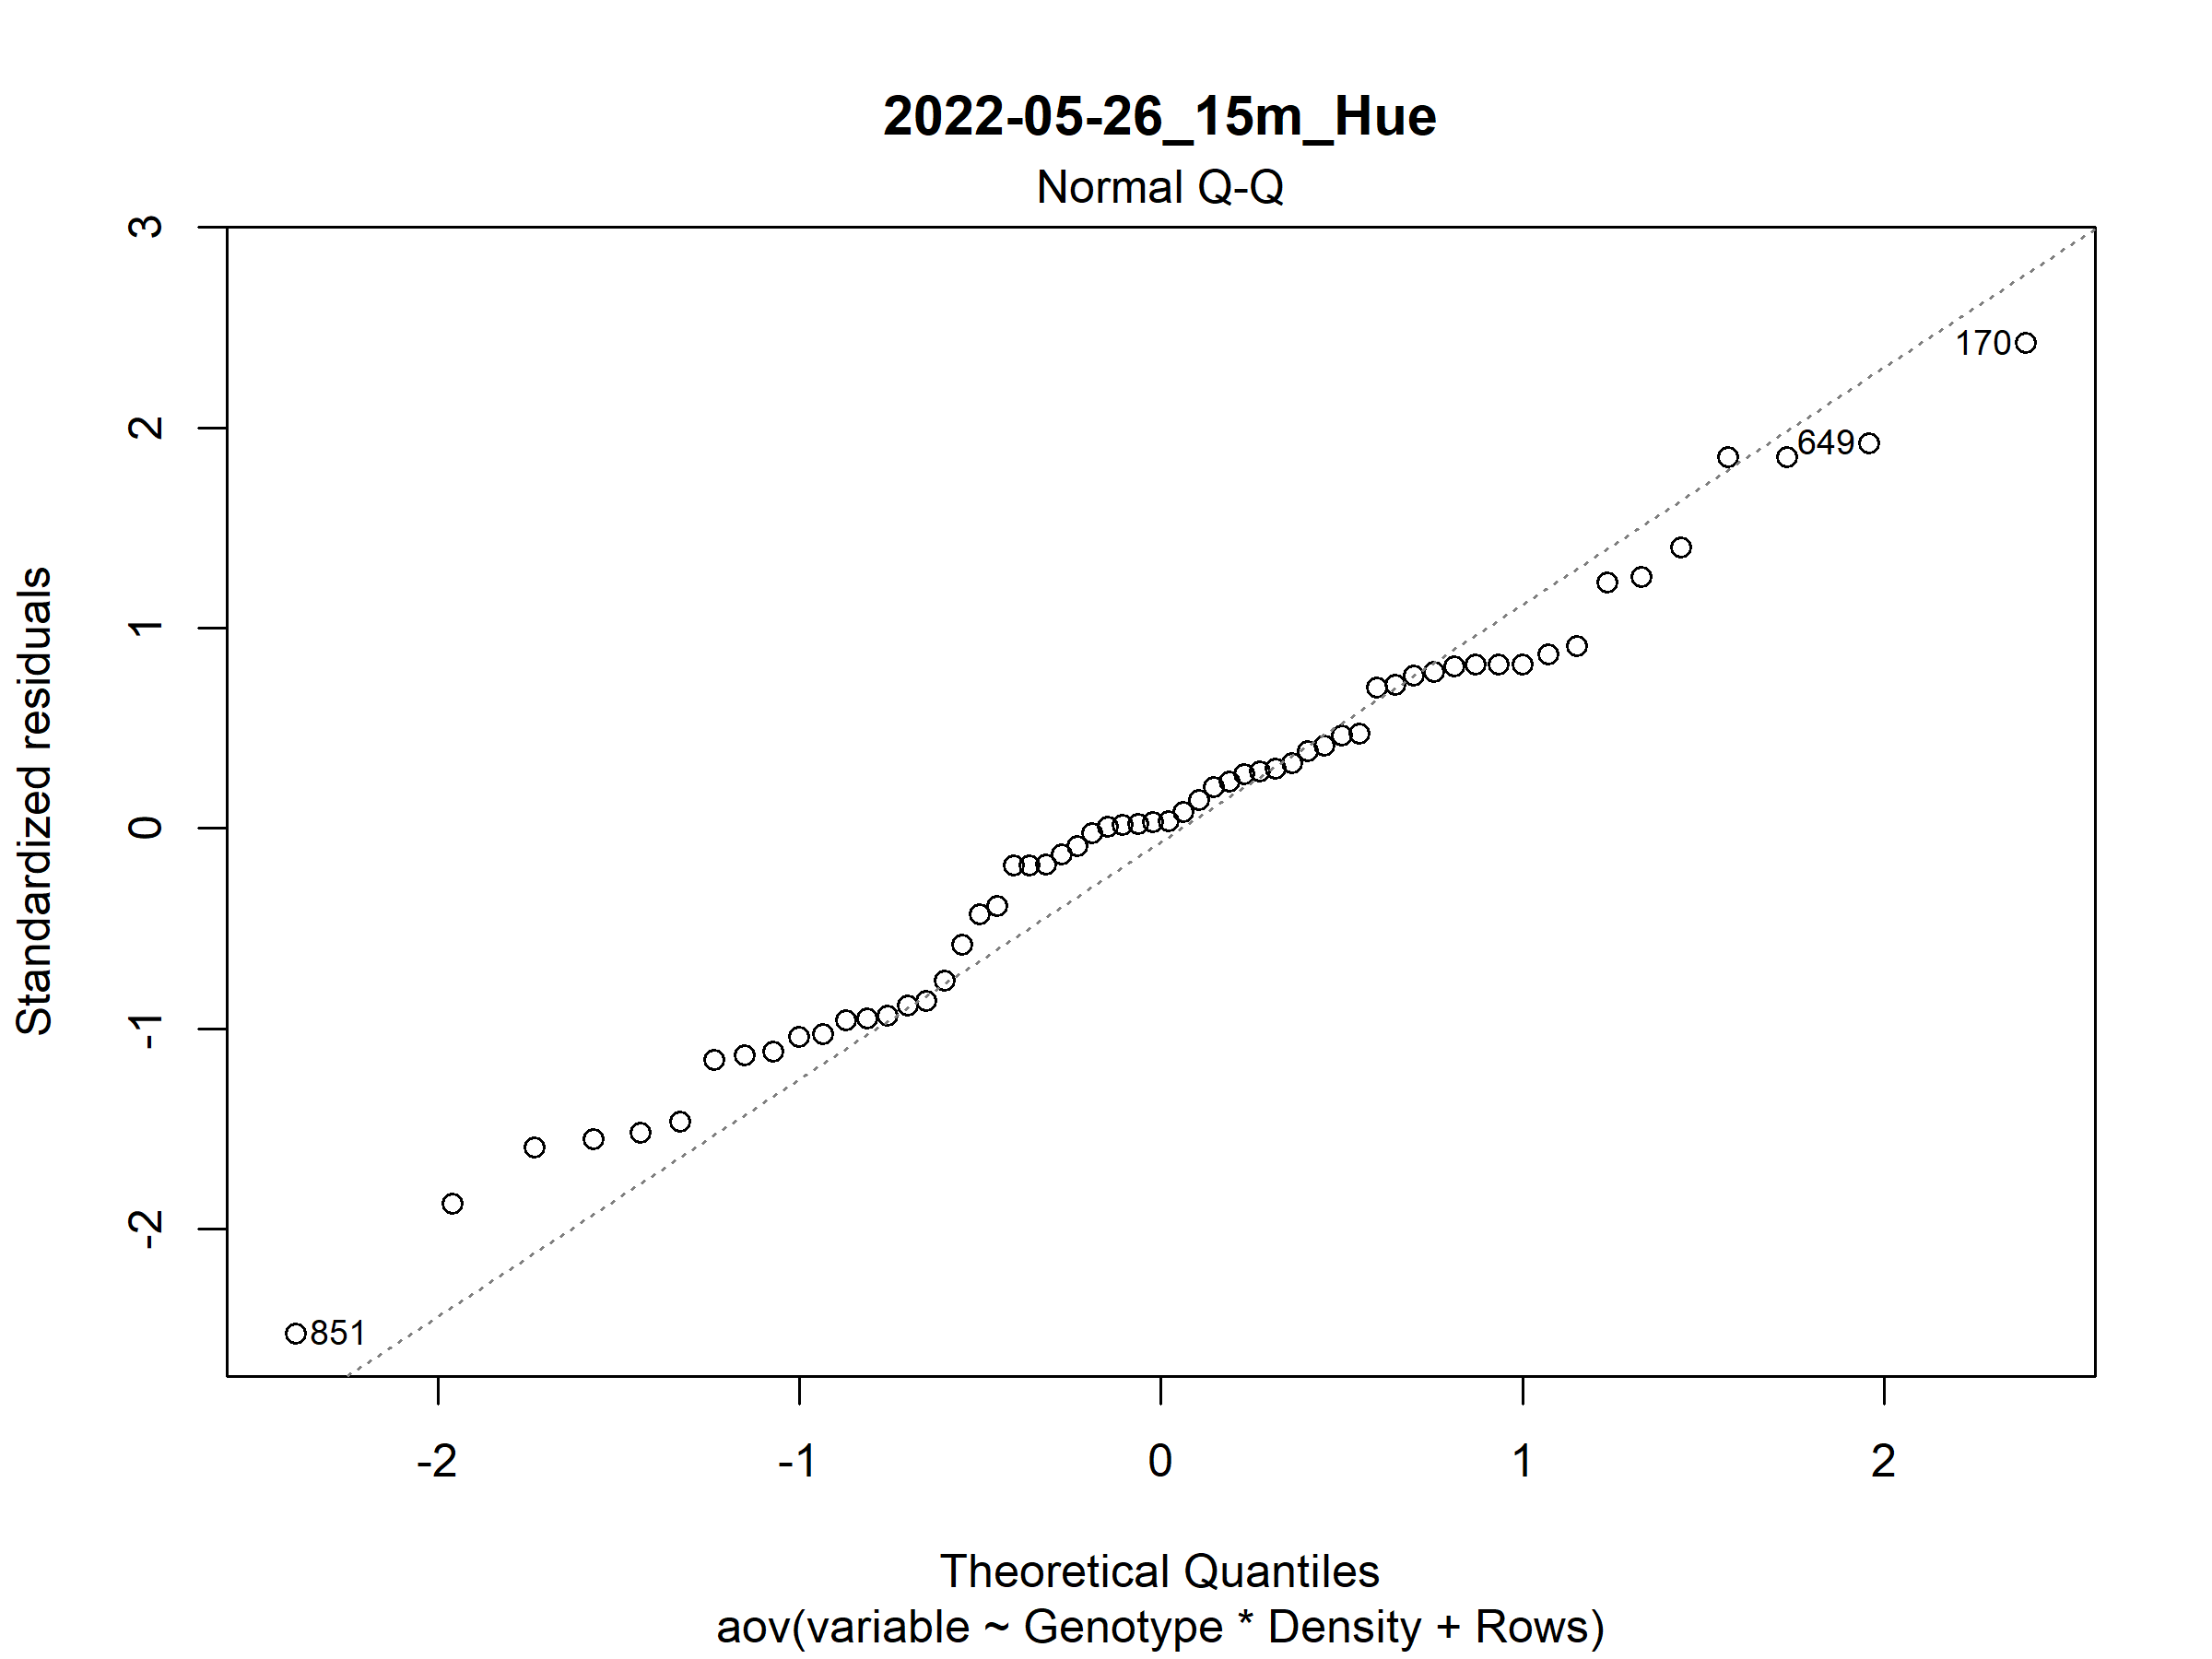 2022-05-26_15m_Hue
Normal Q-Q
3
2
1
0
-1
-2
Standardized residuals
170
649
851
-2 -1 0 1 2
Theoretical Quantiles
aov(variable ~ Genotype * Density + Rows)